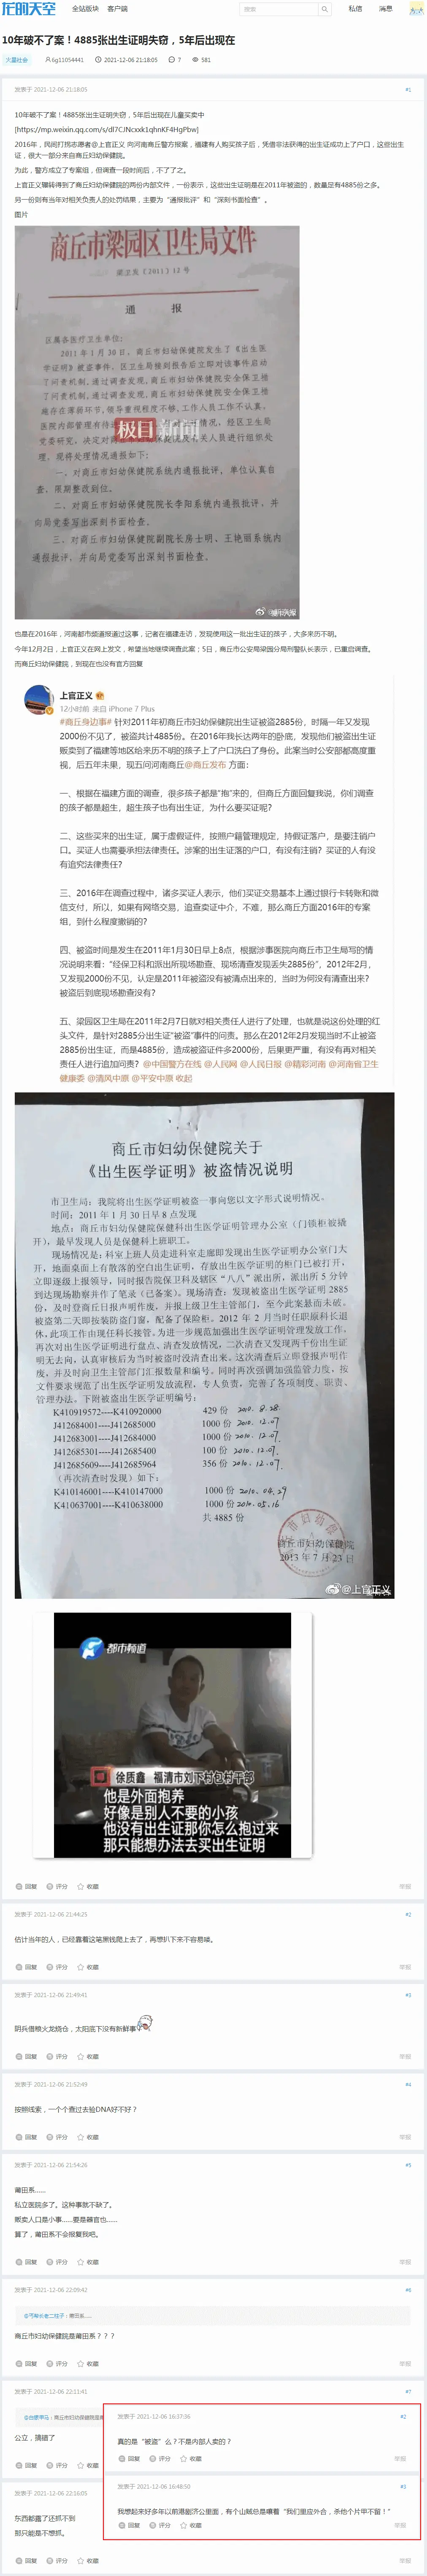 龙的天空
全站版块 客户端
搜索
私信 消息
10年破不了案！4885张出生证明失窃，5年后出现在
火星社会 6g11054441 2021-12-06 21:18:05 7 581
发表于 2021-12-06 21:18:05 #1
10年破不了案！4885张出生证明失窃，5年后出现在儿童买卖中
[https://mp.weixin.qq.com/s/dI7CJNcxxk1qhnKF4HgPbw]
2016年，民间打拐志愿者@上官正义 向河南商丘警方报案，福建有人购买孩子后，凭借非法获得的出生证成功上了户口，这些出生
证，很大一部分来自商丘妇幼保健院。
为此，警方成立了专案组，但调查一段时间后，不了了之。
上官正义辗转得到了商丘妇幼保健院的两份内部文件，一份表示，这些出生证明是在2011年被盗的，数量足有4885份之多。
另一份则有当年对相关负责人的处罚结果，主要为“通报批评”和“深刻书面检查”。
图片
商丘市梁园区卫生局文件
通 报
区属各医疗卫生单位：
2011年1月30日，商丘市妇幼保健院发生了《出生医
学证明》被盗事件。区卫生局接到报告后立即对该事件启动
了问责机制，通过调查发现，商丘市妇幼保健院安全保卫措
施存在薄弱环节，领导重视程度不够，工作人员工作不认真。
极目新闻
一、对商丘市妇幼保健院系统内通报批评，单位认真自
查，限期整改到位。
二、对商丘市妇幼保健院院长李阳系统内通报批评，并
向局党委写出深刻书面检查。
三、对商丘市妇幼保健院副院长房士明、王艳丽系统内
通报批评，并向局党委写出深刻书面检查。
也是在2016年，河南都市频道报道过这事，记者在福建走访，发现使用这一批出生证的孩子，大多来历不明。
今年12月2日，上官正义在网上发文，希望当地继续调查此案；5日，商丘市公安局梁园分局刑警队长表示，已重启调查。
而商丘妇幼保健院，到现在也没有官方回复
上官正义
12小时前 来自 iPhone 7 Plus
#商丘身边事# 针对2011年初商丘市妇幼保健院出生证被盗2885份，时隔一年又发现
2000份不见了，被盗共计4885份。在2016年我长达两年的卧底，发现他们被盗出生证
贩卖到了福建等地区给来历不明的孩子上了户口洗白了身份。此案当时公安部都高度重
视，后五年未果，现五问河南商丘@商丘发布 方面：
一、根据在福建方面的调查，很多孩子都是“抱”来的，但商丘方面回复我说，你们调查
的孩子都是超生，超生孩子也有出生证，为什么要买证呢？
二、这些买来的出生证，属于虚假证件，按照户籍管理规定，持假证落户，是要注销户
口。买证人也需要承担法律责任。涉案的出生证落的户口，有没有注销？买证的人有没
有追究法律责任？
三、2016年在调查过程中，诸多买证人表示，他们买证交易基本上通过银行卡转账和微
信支付，所以，如果有网络交易，追查卖证中介，不难，那么商丘方面2016年的专案
组，到什么程度撤销的？
四、被盗时间是发生在2011年1月30日早上8点，根据涉事医院向商丘市卫生局写的情
况说明来看：“经保卫科和派出所现场勘查、现场清查发现丢失2885份”，2012年2月，
又发现2000份不见，认定是2011年被盗没有被清点出来的，当时为何没有清查出来？
被盗后到底现场勘查没有？
五、梁园区卫生局在2011年2月7日就对相关责任人进行了处理，也就是说这份处理的红
头文件，是针对2885分出生证“被盗”事件的问责。那么在2012年2月发现当时不止被盗
2885份出生证，而是4885份，造成被盗证件多2000份，后果更严重，有没有再对相关
责任人进行追加问责？@中国警方在线 @人民网 @人民日报 @精彩河南 @河南省卫生
健康委 @清风中原 @平安中原 收起
商丘市妇幼保健院关于
《出生医学证明》被盗情况说明
市卫生局：我院将出生医学证明被盗一事向您以文字形式说明情况。
时间：2011年1月30日早8点发现
地点：商丘市妇幼保健院保健科出生医学证明管理办公室（门锁柜被撬
开），最早发现人员是保健科上班职工。
现场情况是：科室上班人员走进科室走廊即发现出生医学证明办公室门大
开，地面桌面上有散落的空白出生证明，存放出生医学证明的柜门已被打开，
立即逐级上报领导，同时报告院保卫科及辖区“八八”派出所，派出所5分钟
到达现场勘察并作了笔录（已备案）。现场清查：发现被盗出生医学证明2885
份，及时登商丘日报声明作废，并报上级卫生主管部门，至今此案悬而未破。
被盗第二天即安装防盗门窗，配备了保险柜。2012年2月当时任职原科长退
休，此项工作由现任科长接管。为进一步规范加强出生医学证明管理发放工作，
再次对出生医学证明进行盘点、清查发放情况，二次清查又发现两千份出生证
明无去向，认真审核后为当时被盗时没清查出来。这次清查后立即登报声明作
废，并及时向卫生主管部门汇报数量和编号。同时再次强调加强监管力度，按
文件要求规范了出生医学证明发放流程，专人负责，完善了各项制度、职责、
管理办法。下附被盗出生医学证明编号：
K410919572----K410920000 429份 2010.8.28.
J412684001----J412685000 1000份 2010.12.07
J412683001----J412684000 1000份 2010.12.07.
J412685301----J412685400 100份 2010.12.07.
J412685609----J412685964 356份 2010.12.07.
（再次清查时发现）如下：
K410146001----K410147000 1000份 2010.04.29
K410637001----K410638000 1000份 2010.05.16
共4885份
商丘市妇幼保健院
2013年7月23日
@上官正义
都市频道
徐质鑫 福清市刘下村包村干部
他是外面抱养
好像是别人不要的小孩
他没有出生证那你怎么抱过来
那只能想办法去买出生证明
回复 评分 收藏 举报
发表于 2021-12-06 21:44:25 #2
估计当年的人，已经靠着这笔黑钱爬上去了，再想扒下来不容易喽。
回复 评分 收藏 举报
发表于 2021-12-06 21:49:41 #3
阴兵借粮火龙烧仓，太阳底下没有新鲜事
回复 评分 收藏 举报
发表于 2021-12-06 21:52:49 #4
按照线索，一个个查过去验DNA好不好？
回复 评分 收藏 举报
发表于 2021-12-06 21:54:26 #5
莆田系……
私立医院多了。这种事就不缺了。
贩卖人口是小事……要是器官也……
算了，莆田系不会报复我吧。
回复 评分 收藏 举报
发表于 2021-12-06 22:09:42 #6
@丐帮长老二柱子：莆田系……
商丘市妇幼保健院是莆田系？？？
回复 评分 收藏 举报
发表于 2021-12-06 22:11:41 #7
公立，搞错了
回复 评分 收藏
发表于 2021-12-06 22:16:05
东西都露了还抓不到
那只能是不想抓。
回复 评分 收藏 举报
发表于 2021-12-06 16:37:36 #2
真的是“被盗”么？不是内部人卖的？
回复 评分 收藏 举报
发表于 2021-12-06 16:48:50 #3
我想起来好多年以前港剧济公里面，有个山贼总是嚷着“我们里应外合，杀他个片甲不留！”
回复 评分 收藏 举报